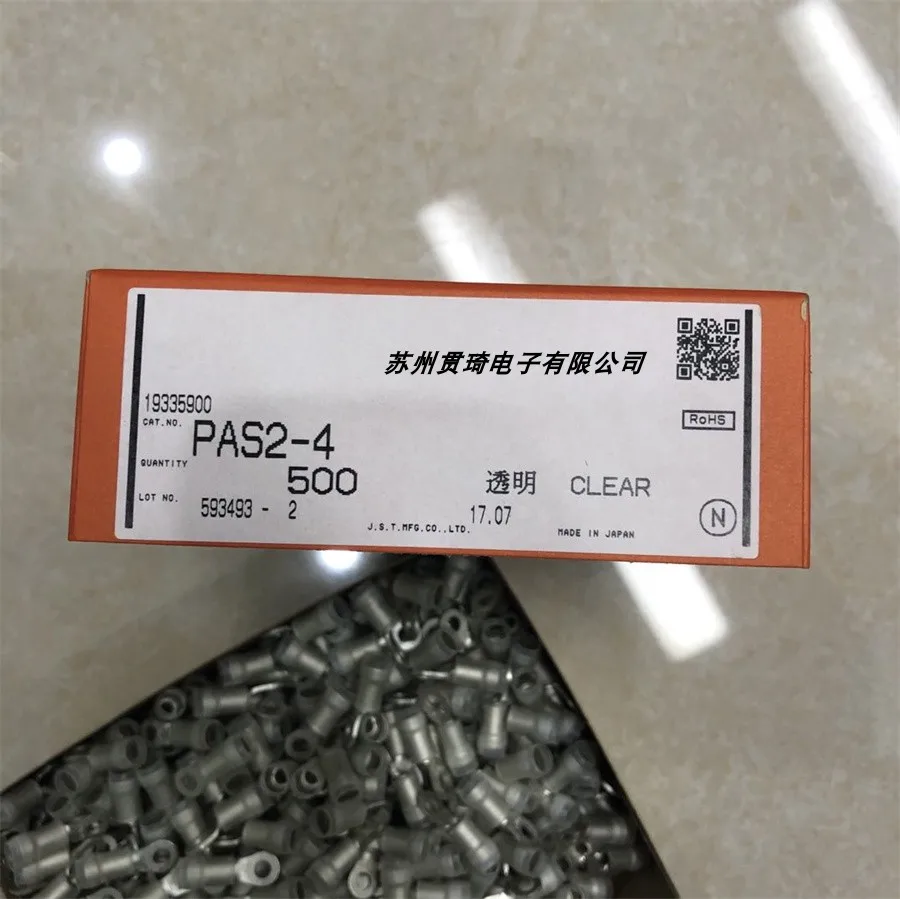 苏州贯琦电子有限公司
RoHS
19335900
CAT.NO. PAS2-4
QUANTITY 500 透明 CLEAR
LOT NO. 593493 - 2 17.07 N
J.S.T.MFG.CO.,LTD. MADE IN JAPAN